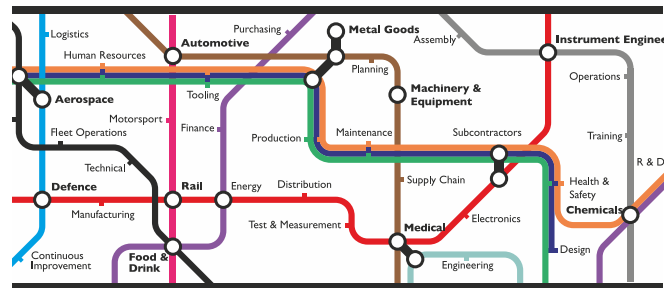 Purchasing
Metal Goods
Logistics
Automotive
Assembly
Instrument Enginee
Human Resources
Planning
Operations
Tooling
Machinery &
Equipment
Aerospace
Motorsport
Fleet Operations
Finance
Production
Maintenance
Subcontractors
Training
Technical
R & D
Defence
Rail
Energy
Distribution
Supply Chain
Health &
Safety
Manufacturing
Chemicals
Test & Measurement
Medical
Electronics
Continuous
Improvement
Food &
Drink
Engineering
Design